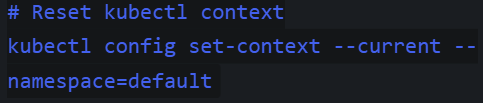 # Reset kubectl context
kubectl config set-context --current --
namespace=default